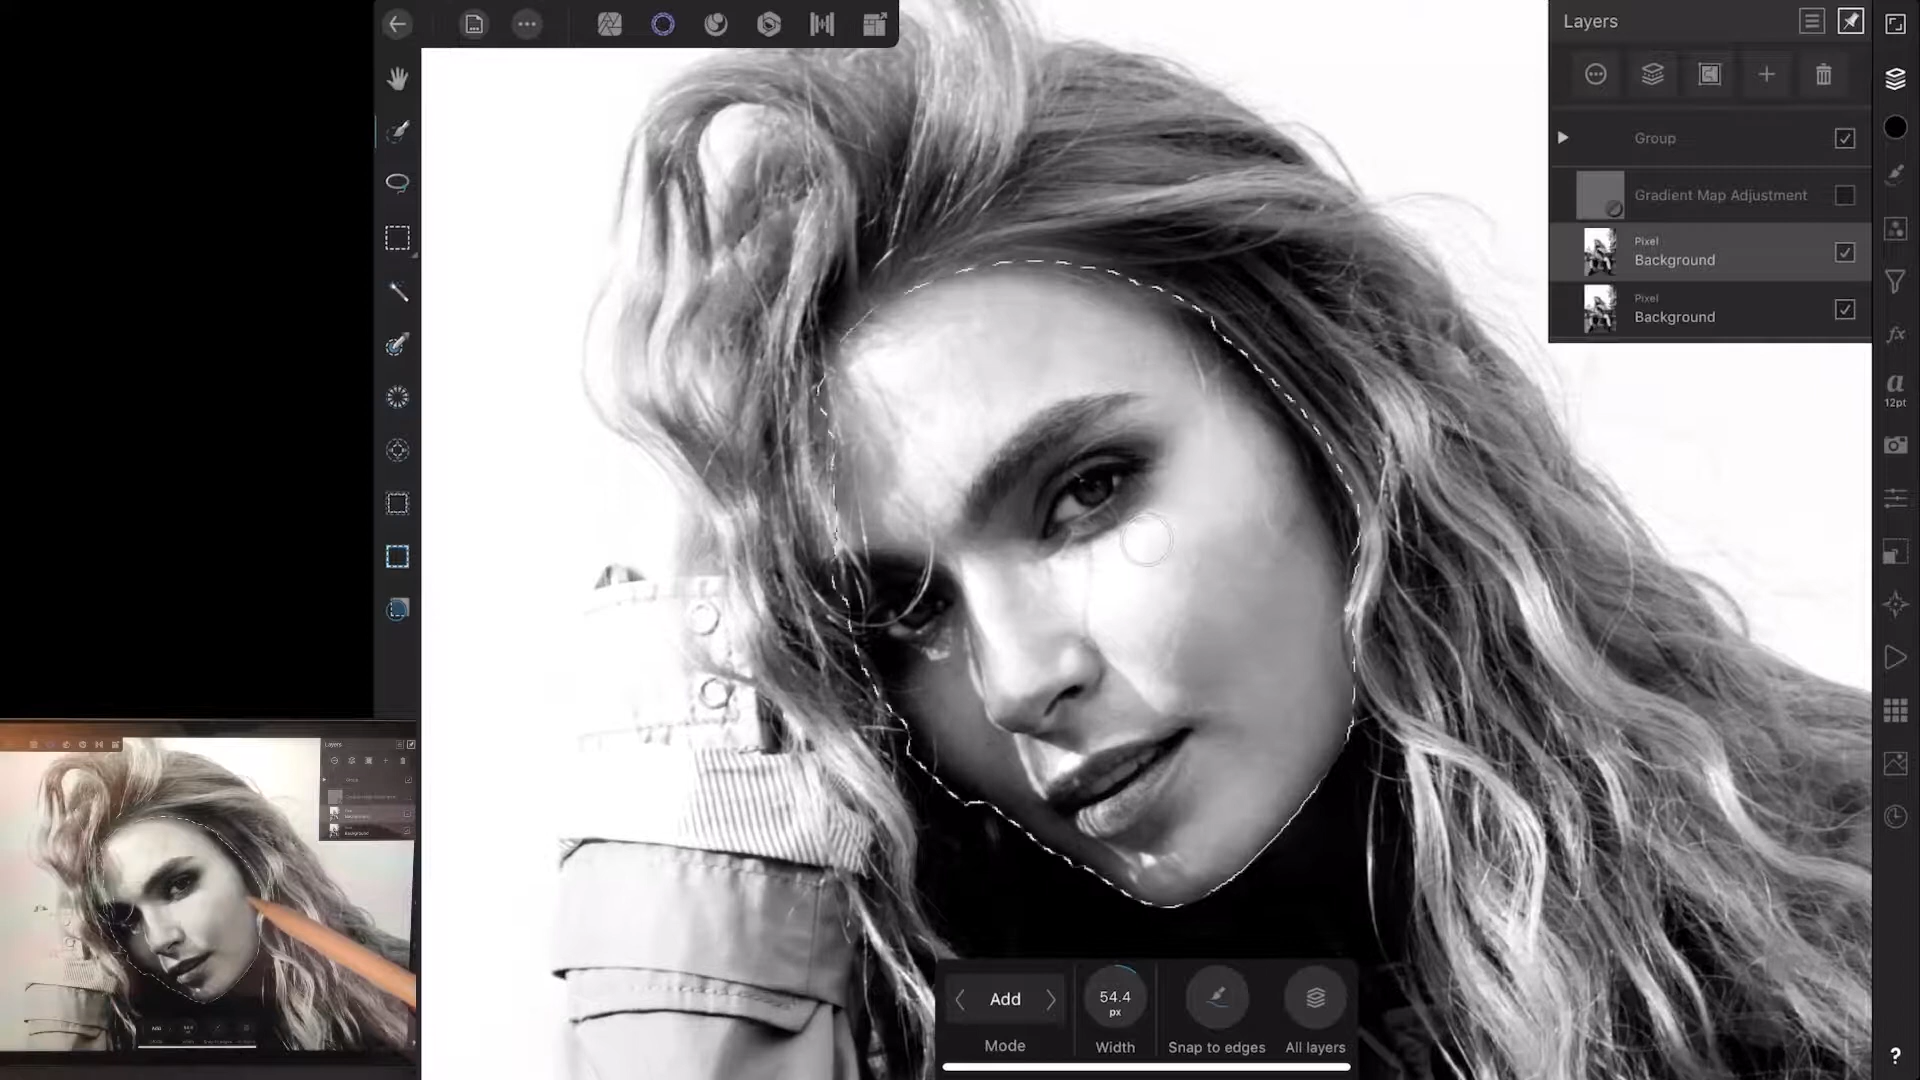 Layers
Group
Gradient Map Adjustment
Pixel
Background
Pixel
Background
a
12pt
fx
Add
54.4
px
Mode
Width
Snap to edges
All layers
?